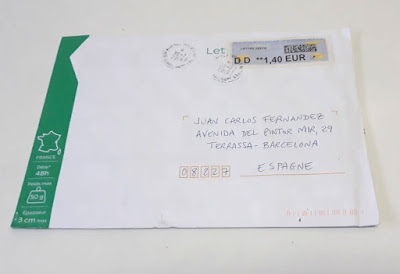 Let
DD **1,40 EUR
JUAN CARLOS FERNANDEZ
AVENIDA DEL PINTOR MIR, 29
TERRASSA - BARCELONA
08227
ESPAGNE
FRANCE
48H
50g
3 cm